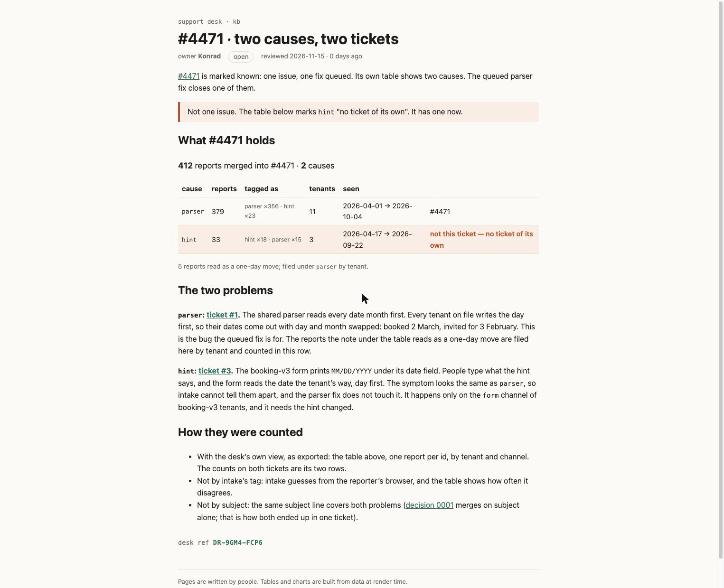 support desk · kb
#4471 · two causes, two tickets
owner Konrad open reviewed 2026-11-15 · 0 days ago
#4471 is marked known: one issue, one fix queued. Its own table shows two causes. The queued parser
fix closes one of them.
Not one issue. The table below marks hint "no ticket of its own". It has one now.
What #4471 holds
412 reports merged into #4471 · 2 causes
cause reports tagged as tenants seen
parser 379 parser ×356 · hint ×23 11 2026-04-01 → 2026-10-04 #4471
hint 33 hint ×18 · parser ×15 3 2026-04-17 → 2026-09-22 not this ticket — no ticket of its own
6 reports read as a one-day move; filed under parser by tenant.
The two problems
parser: ticket #1. The shared parser reads every date month first. Every tenant on file writes the day
first, so their dates come out with day and month swapped: booked 2 March, invited for 3 February. This
is the bug the queued fix is for. The reports the note under the table reads as a one-day move are filed
here by tenant and counted in this row.
hint: ticket #3. The booking-v3 form prints MM/DD/YYYY under its date field. People type what the hint
says, and the form reads the date the tenant's way, day first. The symptom looks the same as parser, so
intake cannot tell them apart, and the parser fix does not touch it. It happens only on the form channel of
booking-v3 tenants, and it needs the hint changed.
How they were counted
• With the desk's own view, as exported: the table above, one report per id, by tenant and channel.
The counts on both tickets are its two rows.
• Not by intake's tag: intake guesses from the reporter's browser, and the table shows how often it
disagrees.
• Not by subject: the same subject line covers both problems (decision 0001 merges on subject
alone; that is how both ended up in one ticket).
desk ref DR-9GM4-FCP6
Pages are written by people. Tables and charts are built from data at render time.